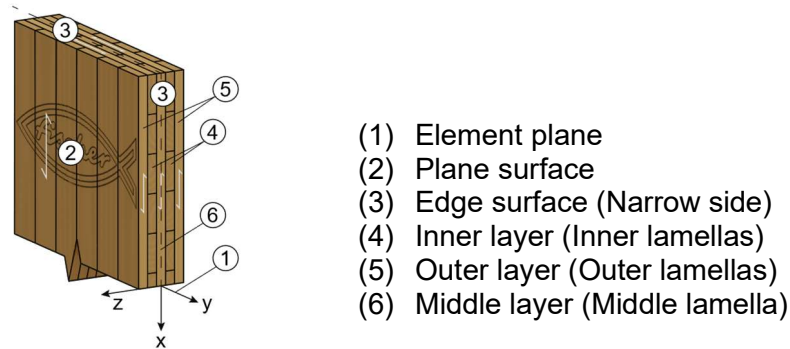 3
3
5
4
fischer
2
6
1
z
y
x
(1) Element plane
(2) Plane surface
(3) Edge surface (Narrow side)
(4) Inner layer (Inner lamellas)
(5) Outer layer (Outer lamellas)
(6) Middle layer (Middle lamella)